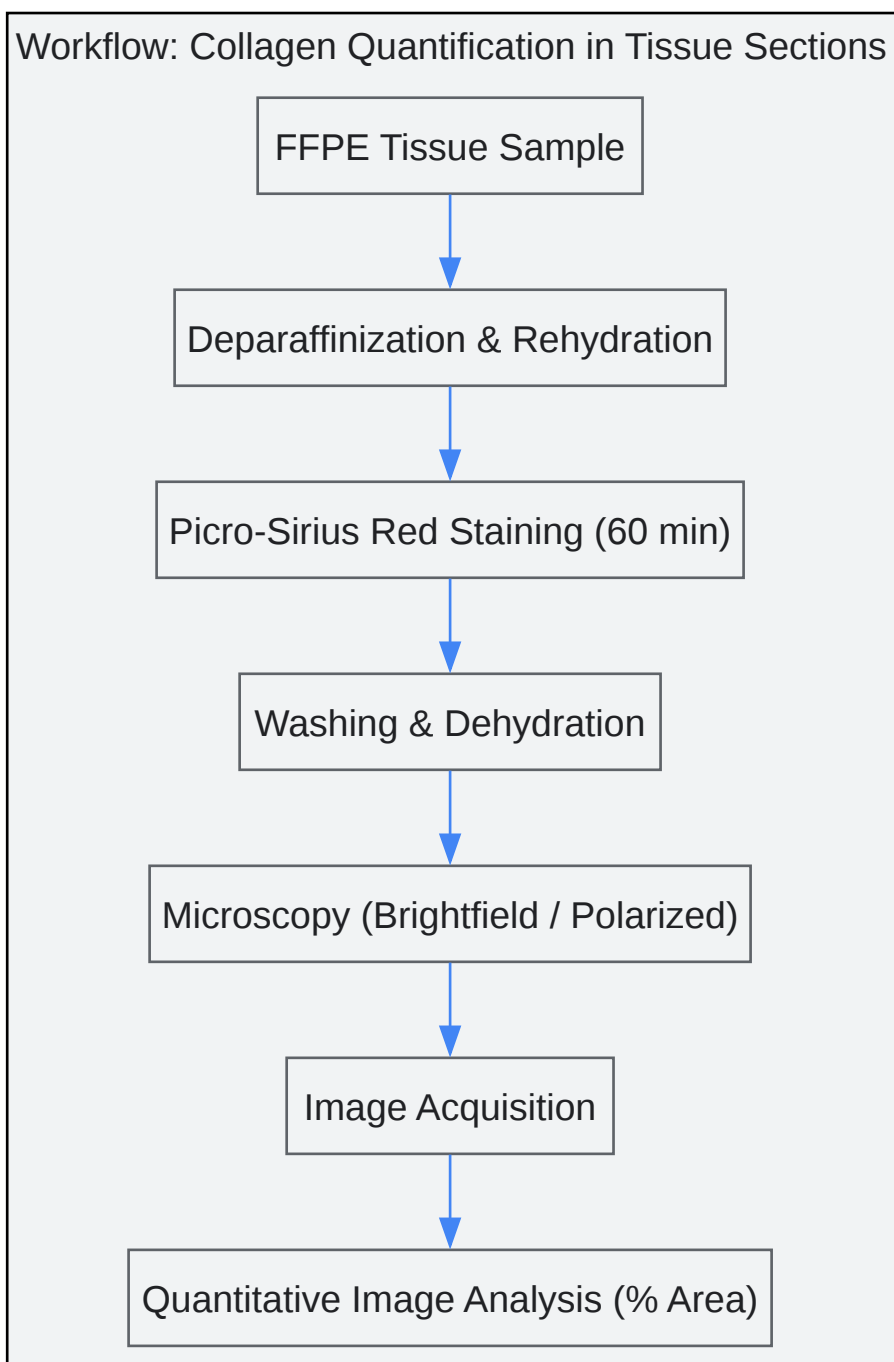 Workflow: Collagen Quantification in Tissue Sections
FFPE Tissue Sample
Deparaffinization & Rehydration
Picro-Sirius Red Staining (60 min)
Washing & Dehydration
Microscopy (Brightfield / Polarized)
Image Acquisition
Quantitative Image Analysis (% Area)